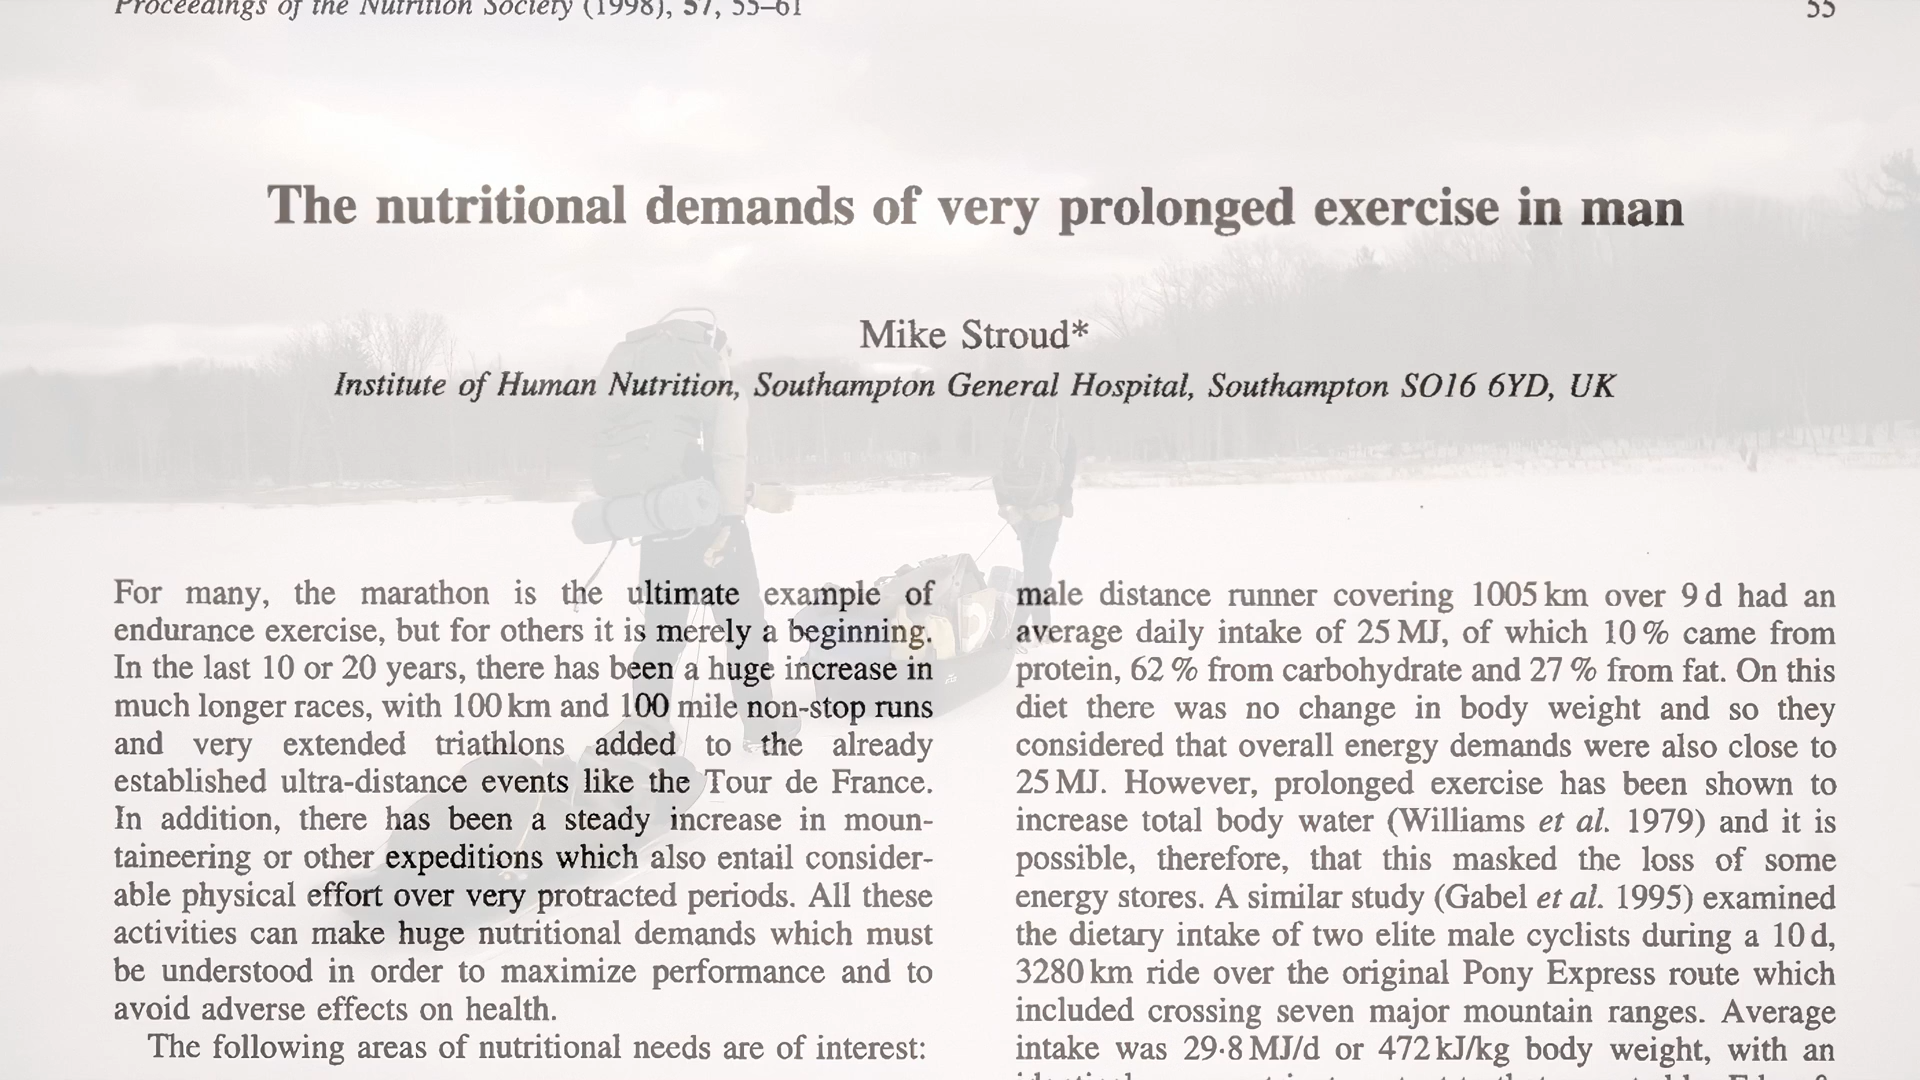 Proceedings of the Nutrition Society (1998), 57, 55–61
55
The nutritional demands of very prolonged exercise in man
Mike Stroud*
Institute of Human Nutrition, Southampton General Hospital, Southampton SO16 6YD, UK
For many, the marathon is the ultimate example of
endurance exercise, but for others it is merely a beginning.
In the last 10 or 20 years, there has been a huge increase in
much longer races, with 100 km and 100 mile non-stop runs
and very extended triathlons added to the already
established ultra-distance events like the Tour de France.
In addition, there has been a steady increase in moun-
taineering or other expeditions which also entail consider-
able physical effort over very protracted periods. All these
activities can make huge nutritional demands which must
be understood in order to maximize performance and to
avoid adverse effects on health.
The following areas of nutritional needs are of interest:
male distance runner covering 1005 km over 9 d had an
average daily intake of 25 MJ, of which 10 % came from
protein, 62 % from carbohydrate and 27 % from fat. On this
diet there was no change in body weight and so they
considered that overall energy demands were also close to
25 MJ. However, prolonged exercise has been shown to
increase total body water (Williams et al. 1979) and it is
possible, therefore, that this masked the loss of some
energy stores. A similar study (Gabel et al. 1995) examined
the dietary intake of two elite male cyclists during a 10 d,
3280 km ride over the original Pony Express route which
included crossing seven major mountain ranges. Average
intake was 29·8 MJ/d or 472 kJ/kg body weight, with an